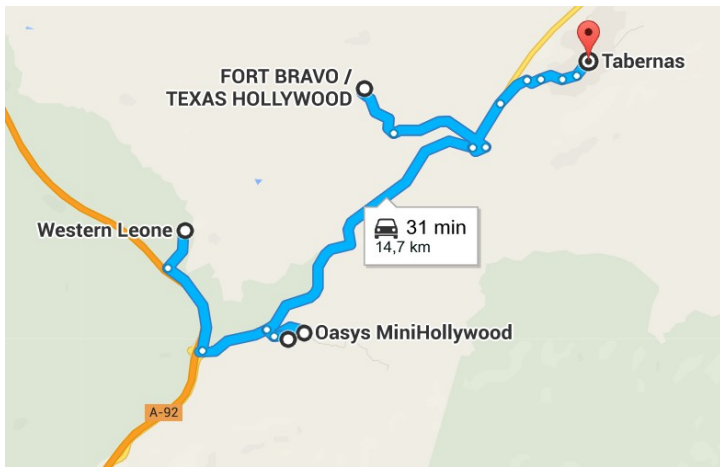 Tabernas
FORT BRAVO /
TEXAS HOLLYWOOD
Western Leone
31 min
14,7 km
Oasys MiniHollywood
A-92